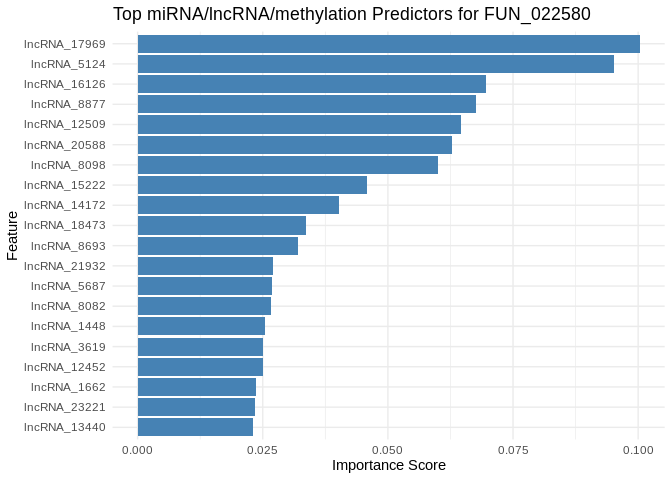 Top miRNA/lncRNA/methylation Predictors for FUN_022580
lncRNA_17969
lncRNA_5124
lncRNA_16126
lncRNA_8877
lncRNA_12509
lncRNA_20588
lncRNA_8098
lncRNA_15222
lncRNA_14172
lncRNA_18473
lncRNA_8693
lncRNA_21932
lncRNA_5687
lncRNA_8082
lncRNA_1448
lncRNA_3619
lncRNA_12452
lncRNA_1662
lncRNA_23221
lncRNA_13440
Feature
0.000 0.025 0.050 0.075 0.100
Importance Score